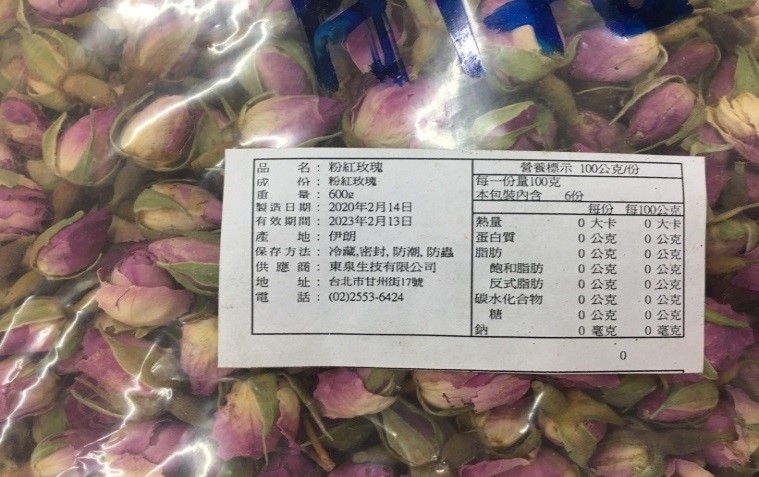 品名：粉紅玫瑰
成份：粉紅玫瑰
重量：600g
製造日期：2020年2月14日
有效期間：2023年2月13日
產地：伊朗
保存方法：冷藏,密封,防潮,防蟲
供應商：東泉生技有限公司
地址：台北市甘州街17號
電話：(02)2553-6424
營養標示 100公克/份
每一份量100克
本包裝內含 6份
每份 每100公克
熱量 0 大卡 0 大卡
蛋白質 0 公克 0 公克
脂肪 0 公克 0 公克
飽和脂肪 0 公克 0 公克
反式脂肪 0 公克 0 公克
碳水化合物 0 公克 0 公克
糖 0 公克 0 公克
鈉 0 毫克 0 毫克
0